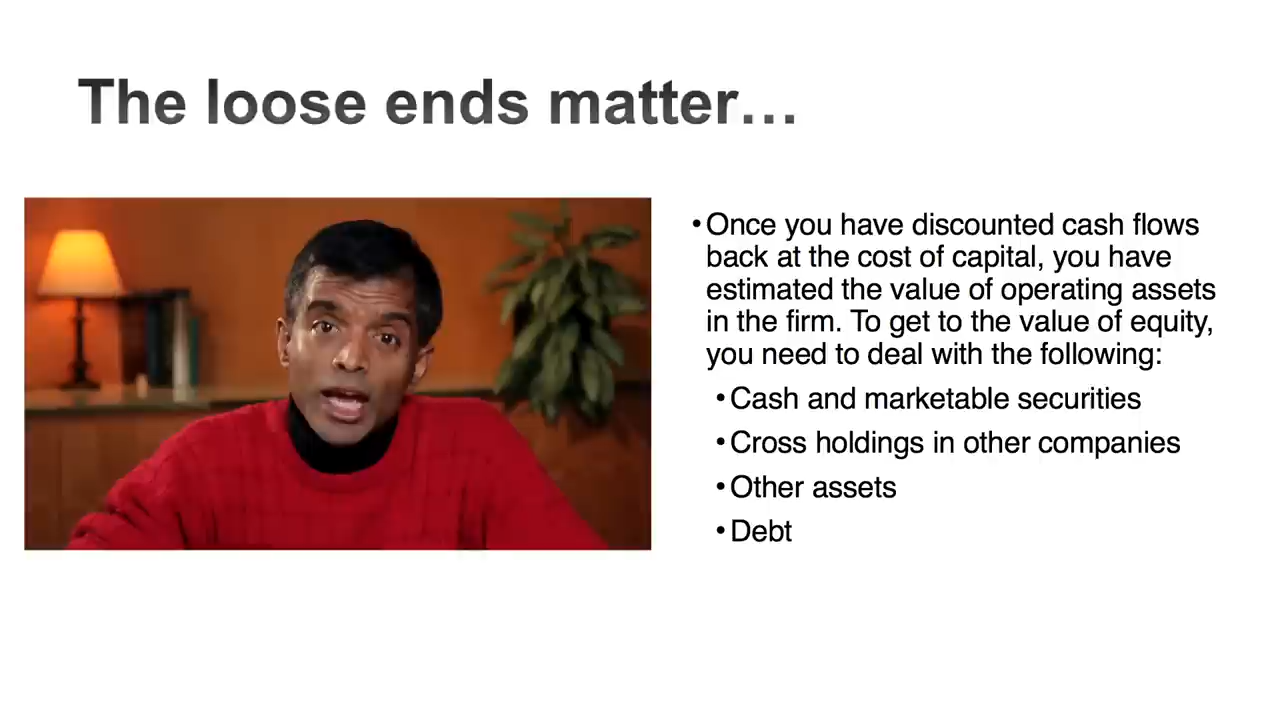 The loose ends matter…
•Once you have discounted cash flows
back at the cost of capital, you have
estimated the value of operating assets
in the firm. To get to the value of equity,
you need to deal with the following:
•Cash and marketable securities
•Cross holdings in other companies
•Other assets
•Debt